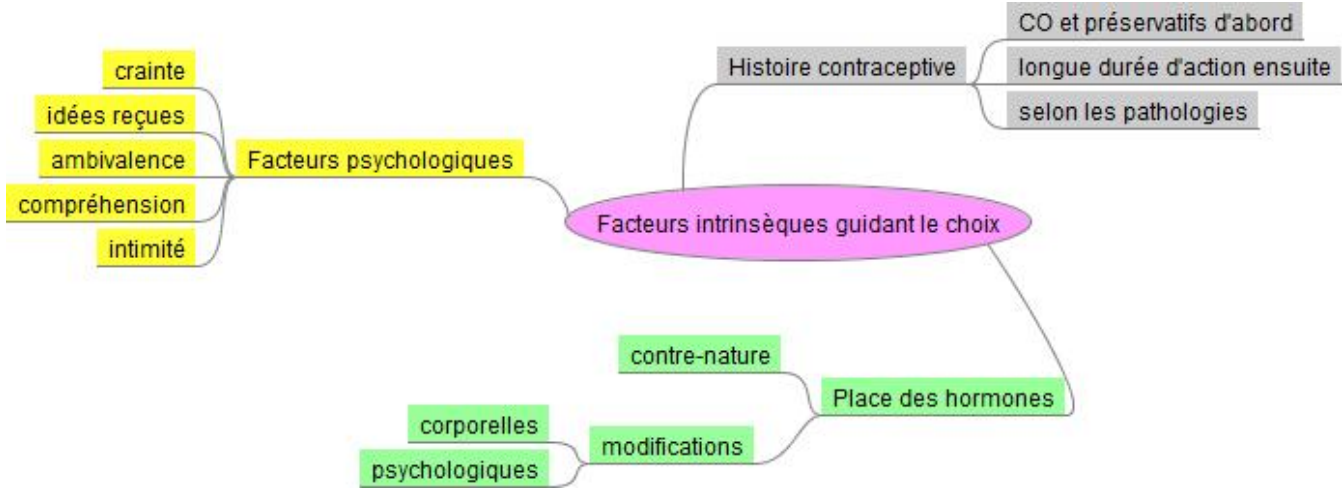 CO et préservatifs d'abord
Histoire contraceptive
longue durée d'action ensuite
selon les pathologies
crainte
idées reçues
ambivalence
Facteurs psychologiques
compréhension
intimité
Facteurs intrinsèques guidant le choix
contre-nature
Place des hormones
corporelles
modifications
psychologiques